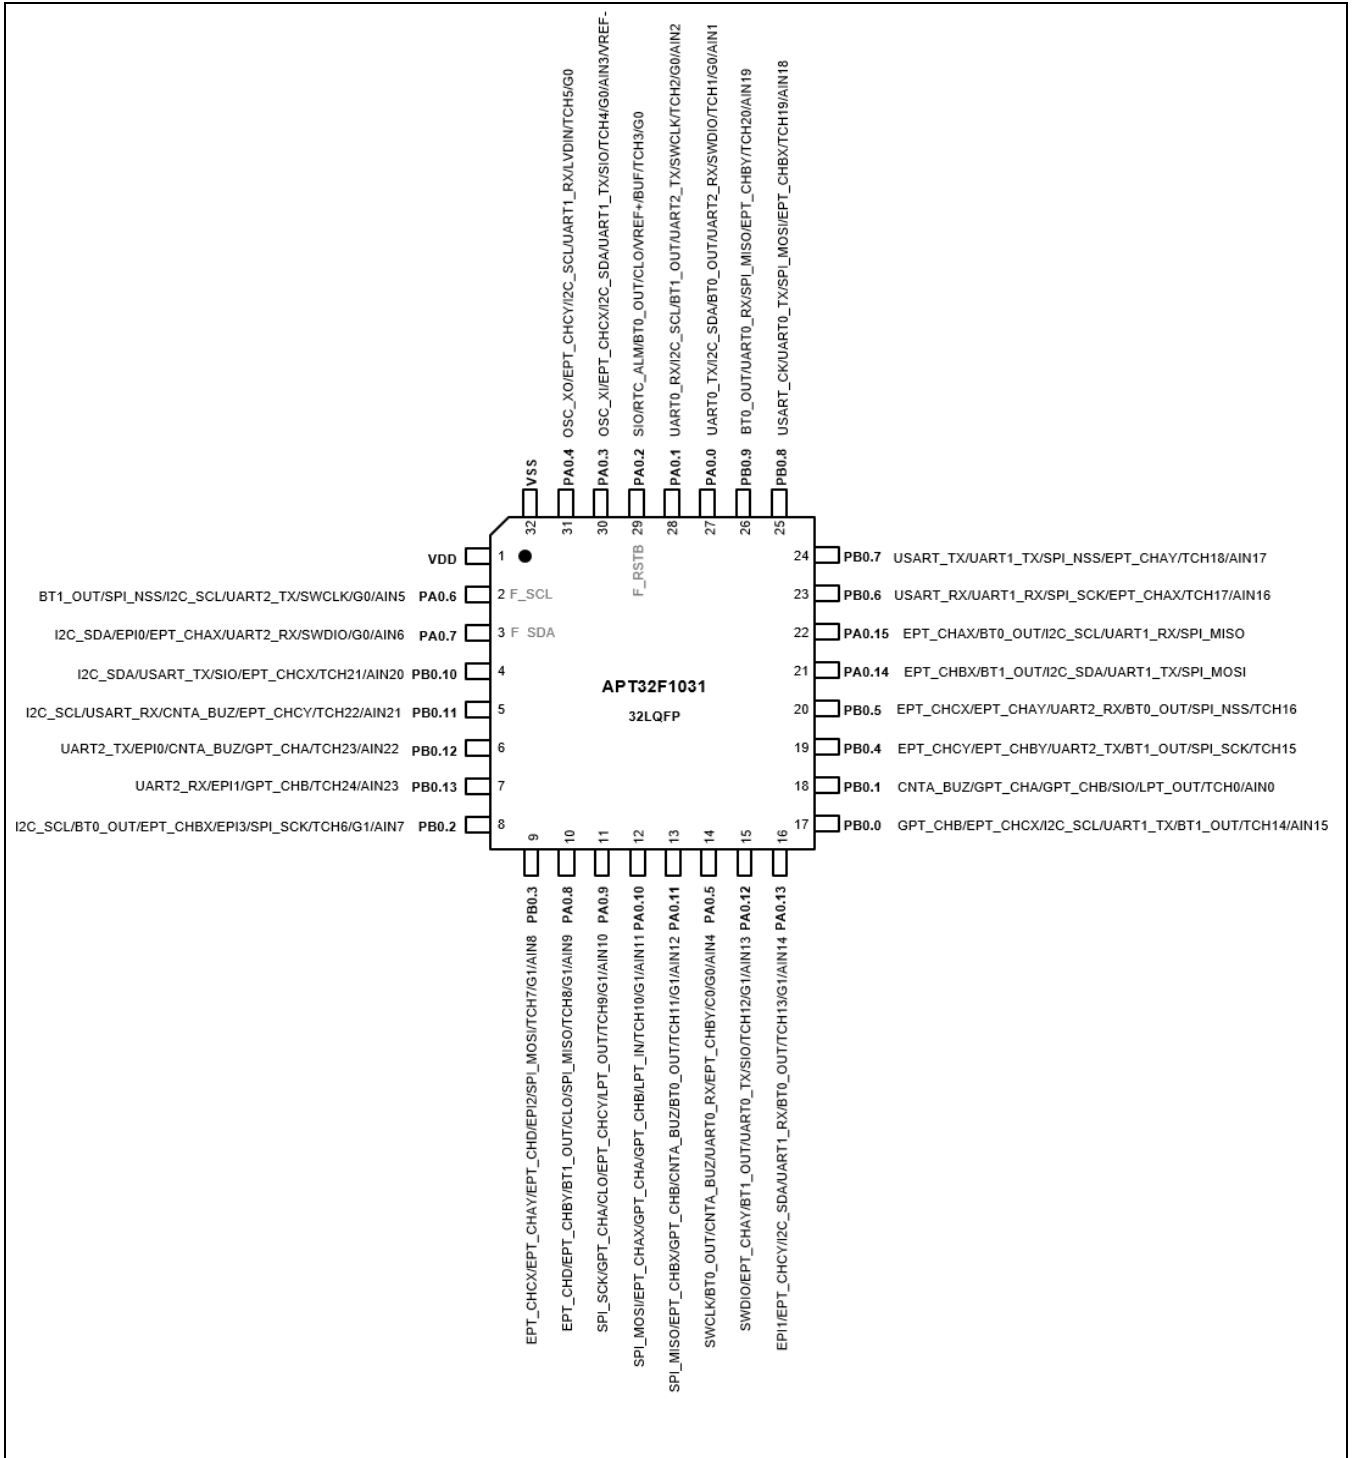 VSS
PA0.4 OSC_XO/EPT_CHCY/I2C_SCL/UART1_RX/LVDIN/TCH5/G0
PA0.3 OSC_XI/EPT_CHCX/I2C_SDA/UART1_TX/SIO/TCH4/G0/AIN3/VREF-
PA0.2 SIO/RTC_ALM/BT0_OUT/CLO/VREF+/BUF/TCH3/G0
PA0.1 UART0_RX/I2C_SCL/BT1_OUT/UART2_TX/SWCLK/TCH2/G0/AIN2
PA0.0 UART0_TX/I2C_SDA/BT0_OUT/UART2_RX/SWDIO/TCH1/G0/AIN1
PB0.9 BT0_OUT/UART0_RX/SPI_MISO/EPT_CHBY/TCH20/AIN19
PB0.8 USART_CK/UART0_TX/SPI_MOSI/EPT_CHBX/TCH19/AIN18
32 31 30 29 28 27 26 25
F_RSTB
VDD 1
BT1_OUT/SPI_NSS/I2C_SCL/UART2_TX/SWCLK/G0/AIN5 PA0.6 2 F_SCL
I2C_SDA/EPI0/EPT_CHAX/UART2_RX/SWDIO/G0/AIN6 PA0.7 3 F_SDA
I2C_SDA/USART_TX/SIO/EPT_CHCX/TCH21/AIN20 PB0.10 4
I2C_SCL/USART_RX/CNTA_BUZ/EPT_CHCY/TCH22/AIN21 PB0.11 5
UART2_TX/EPI0/CNTA_BUZ/GPT_CHA/TCH23/AIN22 PB0.12 6
UART2_RX/EPI1/GPT_CHB/TCH24/AIN23 PB0.13 7
I2C_SCL/BT0_OUT/EPT_CHBX/EPI3/SPI_SCK/TCH6/G1/AIN7 PB0.2 8
APT32F1031
32LQFP
24 PB0.7 USART_TX/UART1_TX/SPI_NSS/EPT_CHAY/TCH18/AIN17
23 PB0.6 USART_RX/UART1_RX/SPI_SCK/EPT_CHAX/TCH17/AIN16
22 PA0.15 EPT_CHAX/BT0_OUT/I2C_SCL/UART1_RX/SPI_MISO
21 PA0.14 EPT_CHBX/BT1_OUT/I2C_SDA/UART1_TX/SPI_MOSI
20 PB0.5 EPT_CHCX/EPT_CHAY/UART2_RX/BT0_OUT/SPI_NSS/TCH16
19 PB0.4 EPT_CHCY/EPT_CHBY/UART2_TX/BT1_OUT/SPI_SCK/TCH15
18 PB0.1 CNTA_BUZ/GPT_CHA/GPT_CHB/SIO/LPT_OUT/TCH0/AIN0
17 PB0.0 GPT_CHB/EPT_CHCX/I2C_SCL/UART1_TX/BT1_OUT/TCH14/AIN15
9 10 11 12 13 14 15 16
EPT_CHCX/EPT_CHAY/EPT_CHD/EPI2/SPI_MOSI/TCH7/G1/AIN8 PB0.3
EPT_CHD/EPT_CHBY/BT1_OUT/CLO/SPI_MISO/TCH8/G1/AIN9 PA0.8
SPI_SCK/GPT_CHA/CLO/EPT_CHCY/LPT_OUT/TCH9/G1/AIN10 PA0.9
SPI_MOSI/EPT_CHAX/GPT_CHA/GPT_CHB/LPT_IN/TCH10/G1/AIN11 PA0.10
SPI_MISO/EPT_CHBX/GPT_CHB/CNTA_BUZ/BT0_OUT/TCH11/G1/AIN12 PA0.11
SWCLK/BT0_OUT/CNTA_BUZ/UART0_RX/EPT_CHBY/C0/G0/AIN4 PA0.5
SWDIO/EPT_CHAY/BT1_OUT/UART0_TX/SIO/TCH12/G1/AIN13 PA0.12
EPI1/EPT_CHCY/I2C_SDA/UART1_RX/BT0_OUT/TCH13/G1/AIN14 PA0.13